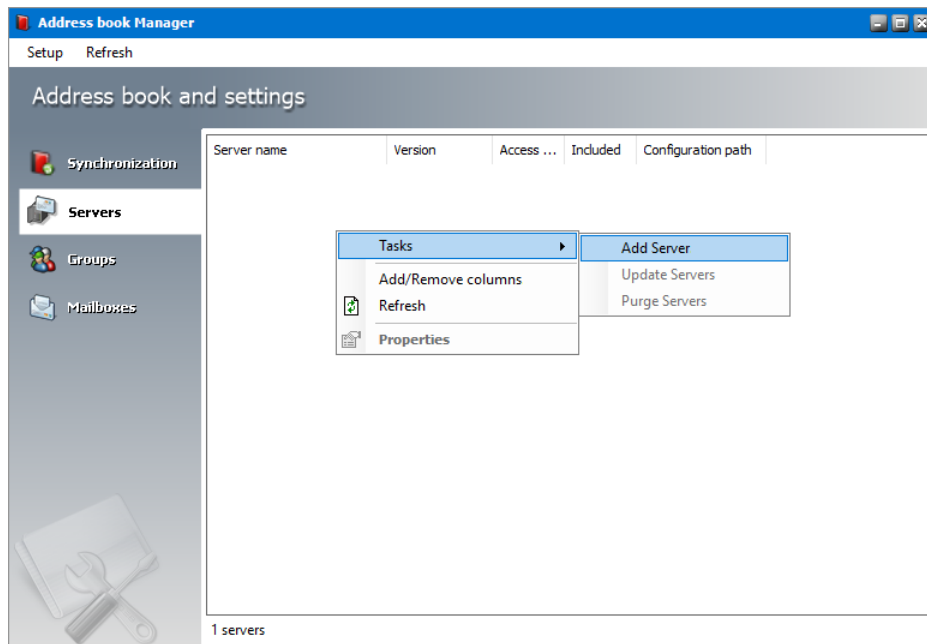 Address book Manager
Setup Refresh
Address book and settings
Server name Version Access ... Included Configuration path
Synchronization
Servers
Groups
Mailboxes
Tasks
Add/Remove columns
Refresh
Properties
Add Server
Update Servers
Purge Servers
1 servers